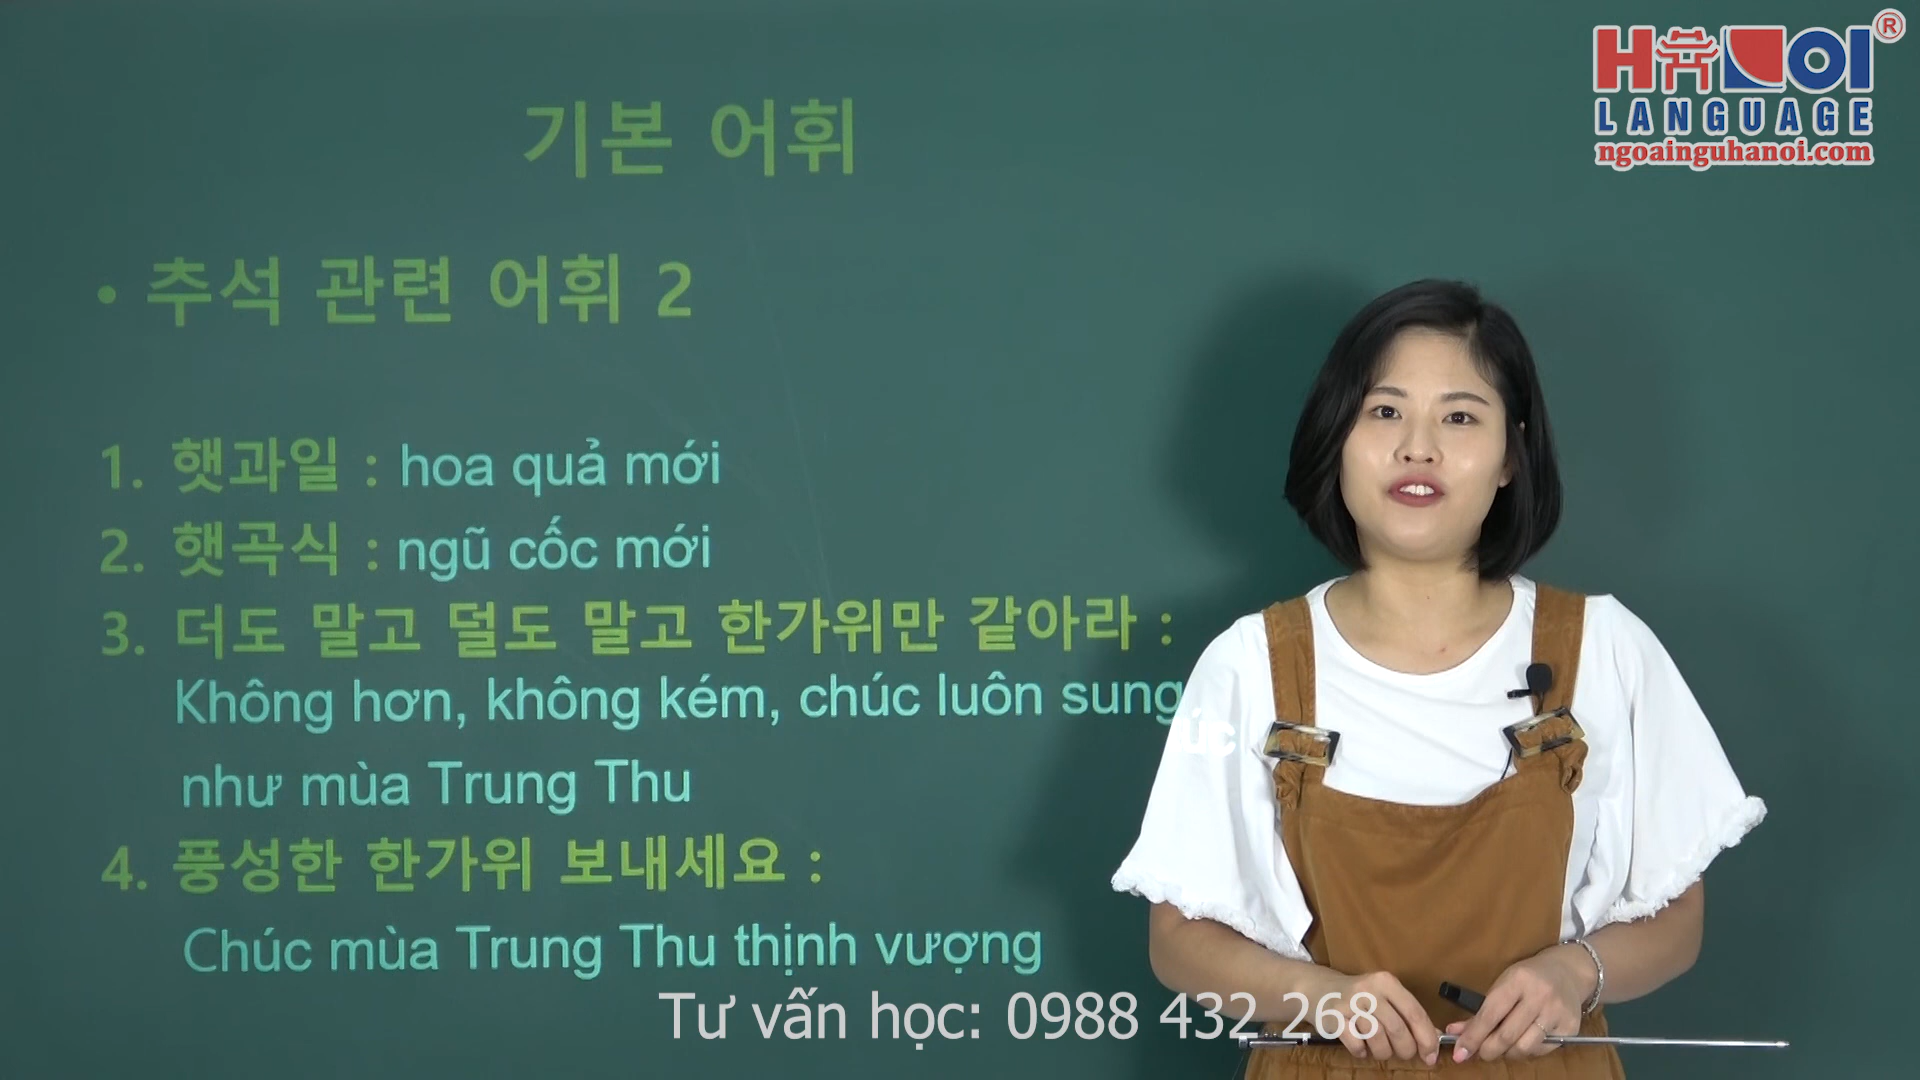 HANOI®
LANGUAGE
ngoainguhanoi.com
기본 어휘
• 추석 관련 어휘 2
1. 햇과일 : hoa quả mới
2. 햇곡식 : ngũ cốc mới
3. 더도 말고 덜도 말고 한가위만 같아라 :
Không hơn, không kém, chúc luôn sung
như mùa Trung Thu
4. 풍성한 한가위 보내세요 :
Chúc mùa Trung Thu thịnh vượng
Tư vấn học: 0988 432 268